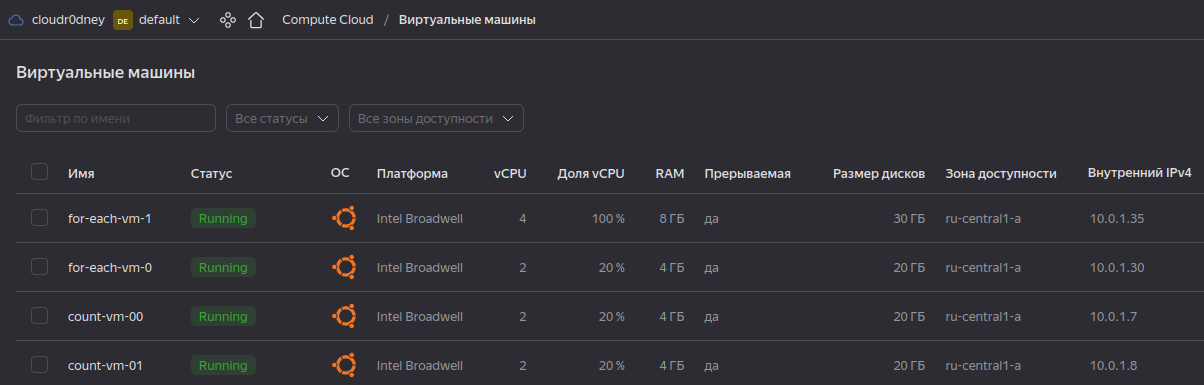 cloudr0dney DE default Compute Cloud / Виртуальные машины
Виртуальные машины
Фильтр по имени Все статусы Все зоны доступности
Имя Статус ОС Платформа vCPU Доля vCPU RAM Прерываемая Размер дисков Зона доступности Внутренний IPv4
for-each-vm-1 Running Intel Broadwell 4 100 % 8 ГБ да 30 ГБ ru-central1-a 10.0.1.35
for-each-vm-0 Running Intel Broadwell 2 20 % 4 ГБ да 20 ГБ ru-central1-a 10.0.1.30
count-vm-00 Running Intel Broadwell 2 20 % 4 ГБ да 20 ГБ ru-central1-a 10.0.1.7
count-vm-01 Running Intel Broadwell 2 20 % 4 ГБ да 20 ГБ ru-central1-a 10.0.1.8